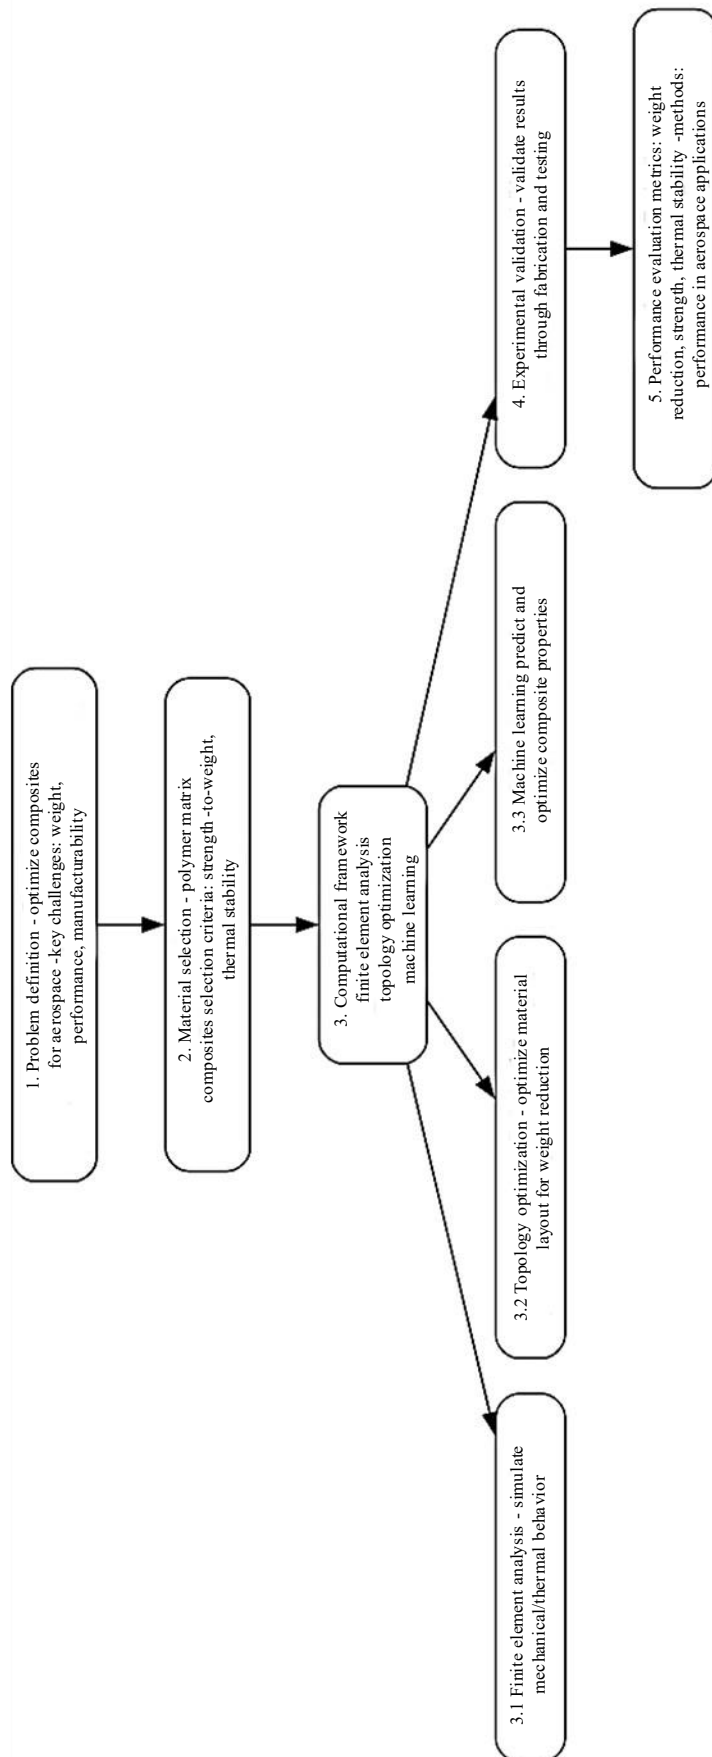 1. Problem definition - optimize composites
for aerospace -key challenges: weight,
performance, manufacturability
2. Material selection - polymer matrix
composites selection criteria: strength -to-weight,
thermal stability
3. Computational framework
finite element analysis
topology optimization
machine learning
3.1 Finite element analysis - simulate
mechanical/thermal behavior
3.2 Topology optimization - optimize material
layout for weight reduction
3.3 Machine learning predict and
optimize composite properties
4. Experimental validation - validate results
through fabrication and testing
5. Performance evaluation metrics: weight
reduction, strength, thermal stability -methods:
performance in aerospace applications